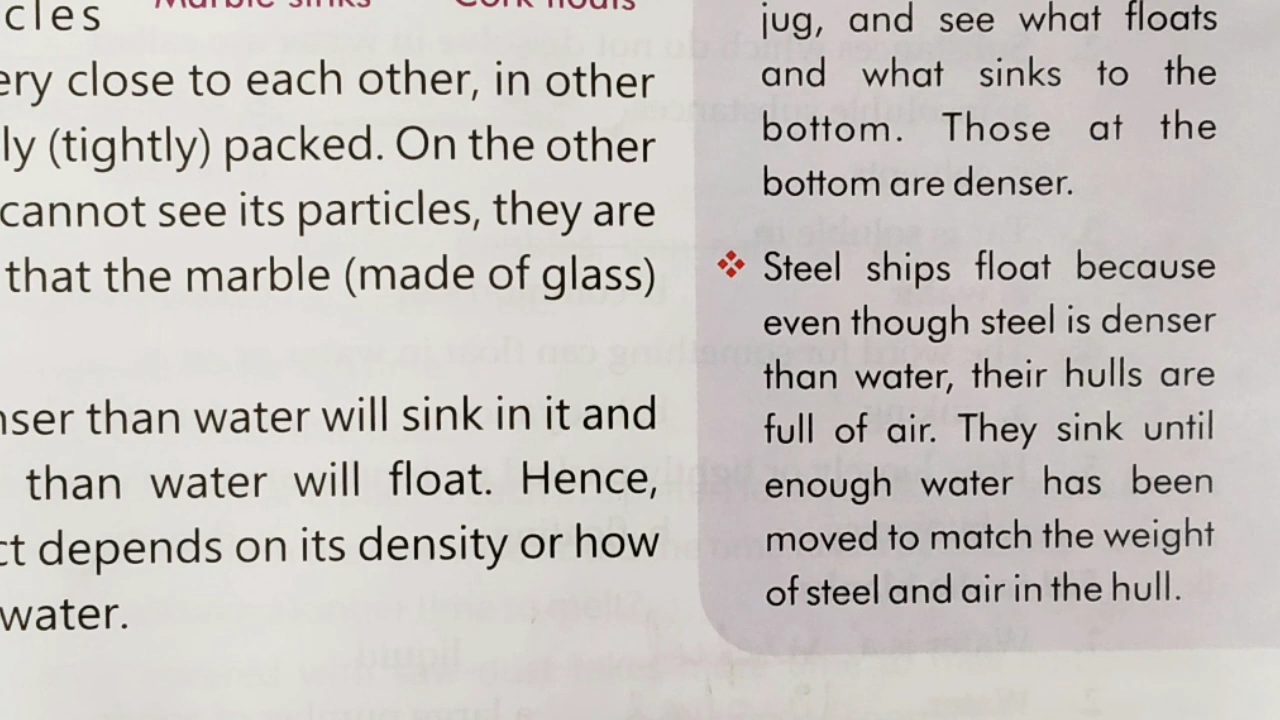 cles
Marble sinks Cork floats
ery close to each other, in other
ly (tightly) packed. On the other
cannot see its particles, they are
that the marble (made of glass)
nser than water will sink in it and
than water will float. Hence,
ct depends on its density or how
water.
jug, and see what floats
and what sinks to the
bottom. Those at the
bottom are denser.
❖ Steel ships float because
even though steel is denser
than water, their hulls are
full of air. They sink until
enough water has been
moved to match the weight
of steel and air in the hull.